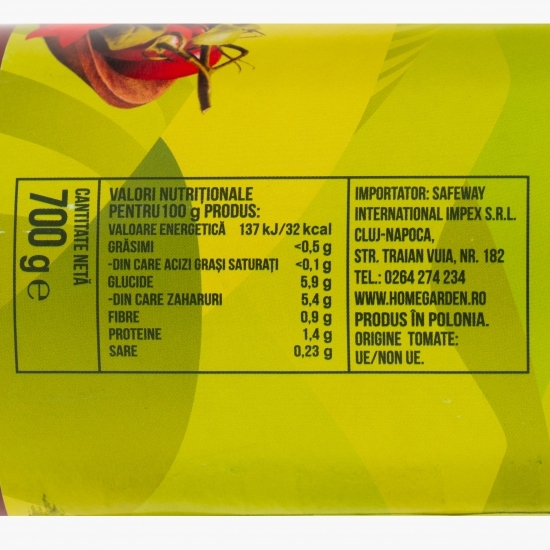 CANTITATE NETĂ
700 g e
VALORI NUTRIȚIONALE
PENTRU 100 g PRODUS:
VALOARE ENERGETICĂ 137 kJ/32 kcal
GRĂSIMI <0,5 g
-DIN CARE ACIZI GRAȘI SATURAȚI <0,1 g
GLUCIDE 5,9 g
-DIN CARE ZAHARURI 5,4 g
FIBRE 0,9 g
PROTEINE 1,4 g
SARE 0,23 g
IMPORTATOR: SAFEWAY
INTERNATIONAL IMPEX S.R.L.
CLUJ-NAPOCA,
STR. TRAIAN VUIA, NR. 182
TEL.: 0264 274 234
WWW.HOMEGARDEN.RO
PRODUS ÎN POLONIA.
ORIGINE TOMATE:
UE/NON UE.